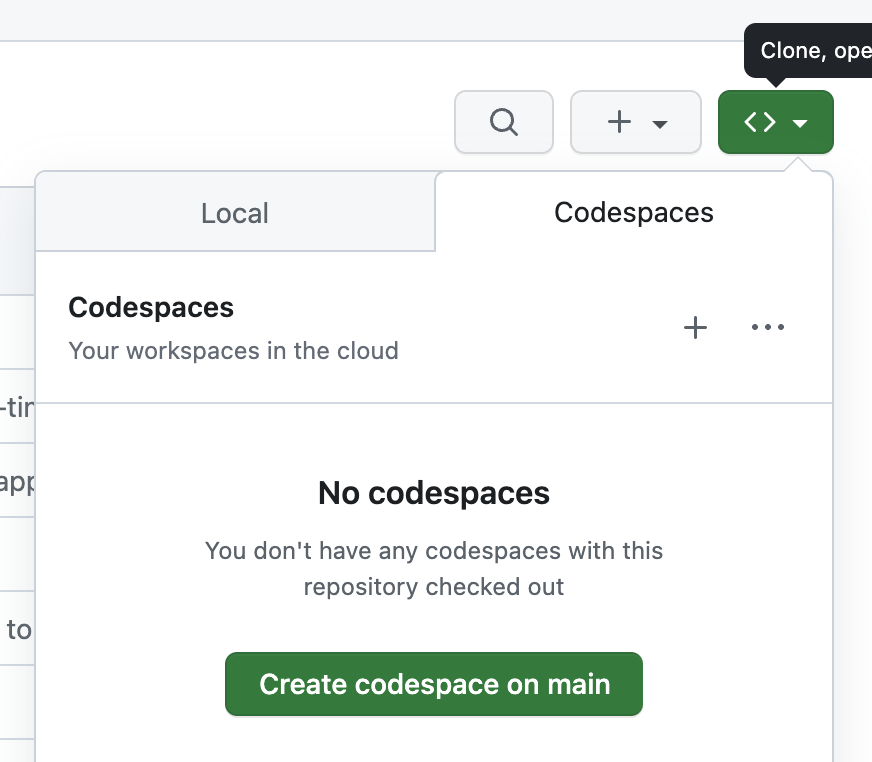 Clone, ope
Local
Codespaces
Codespaces
Your workspaces in the cloud
-tin
app
to
No codespaces
You don't have any codespaces with this
repository checked out
Create codespace on main